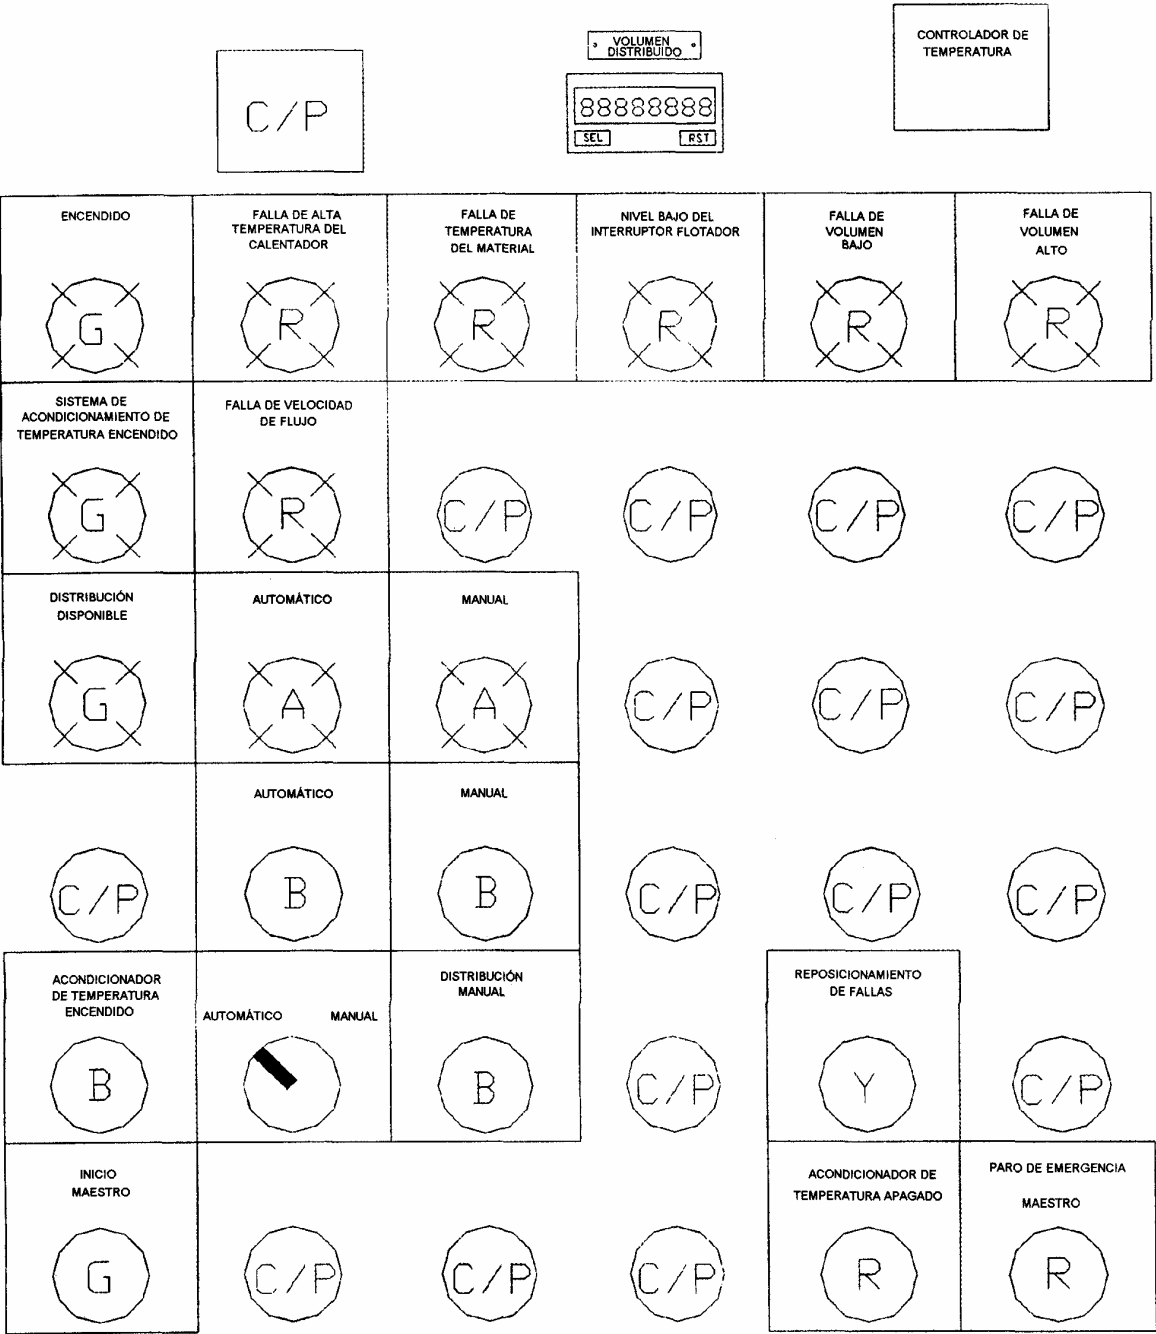 C/P
VOLUMEN
DISTRIBUIDO
88888888
SEL
RST
CONTROLADOR DE
TEMPERATURA
ENCENDIDO
G
FALLA DE ALTA
TEMPERATURA DEL
CALENTADOR
R
FALLA DE
TEMPERATURA
DEL MATERIAL
R
NIVEL BAJO DEL
INTERRUPTOR FLOTADOR
R
FALLA DE
VOLUMEN
BAJO
R
FALLA DE
VOLUMEN
ALTO
R
SISTEMA DE
ACONDICIONAMIENTO DE
TEMPERATURA ENCENDIDO
G
FALLA DE VELOCIDAD
DE FLUJO
R
C/P
C/P
C/P
C/P
DISTRIBUCIÓN
DISPONIBLE
G
AUTOMÁTICO
A
MANUAL
A
C/P
C/P
C/P
C/P
AUTOMÁTICO
B
MANUAL
B
C/P
C/P
C/P
ACONDICIONADOR
DE TEMPERATURA
ENCENDIDO
B
AUTOMÁTICO
MANUAL
DISTRIBUCIÓN
MANUAL
B
C/P
REPOSICIONAMIENTO
DE FALLAS
Y
C/P
INICIO
MAESTRO
G
C/P
C/P
C/P
ACONDICIONADOR DE
TEMPERATURA APAGADO
R
PARO DE EMERGENCIA
MAESTRO
R